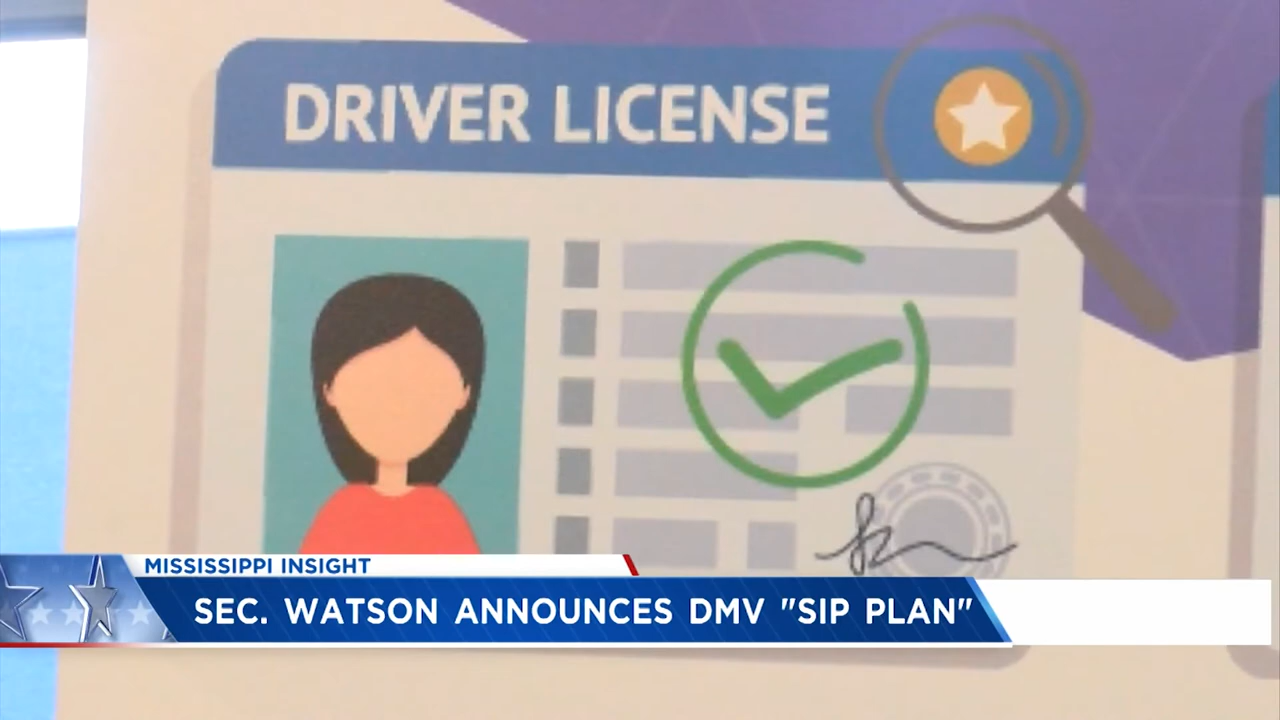 DRIVER LICENSE
MISSISSIPPI INSIGHT
SEC. WATSON ANNOUNCES DMV "SIP PLAN"